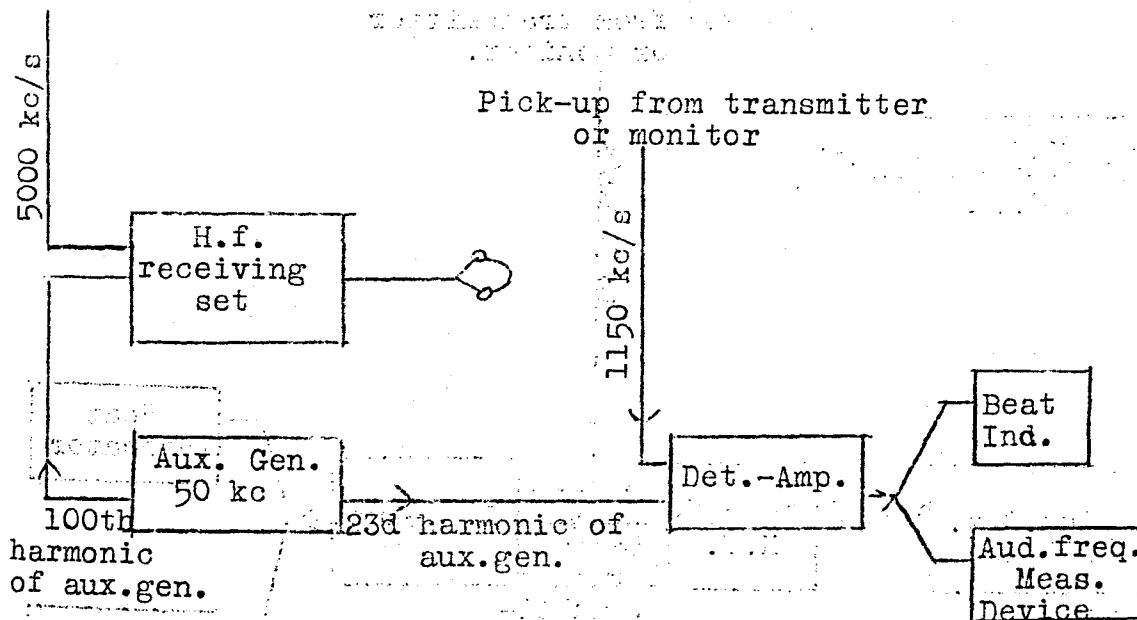 5000 kc/s
Pick-up from transmitter
or monitor
H.f.
receiving
set
1150 kc/s
Beat
Ind.
Aux. Gen.
50 kc
Det.-Amp.
100th
harmonic
of aux.gen.
23d harmonic of
aux.gen.
Aud.freq.
Meas.
Device